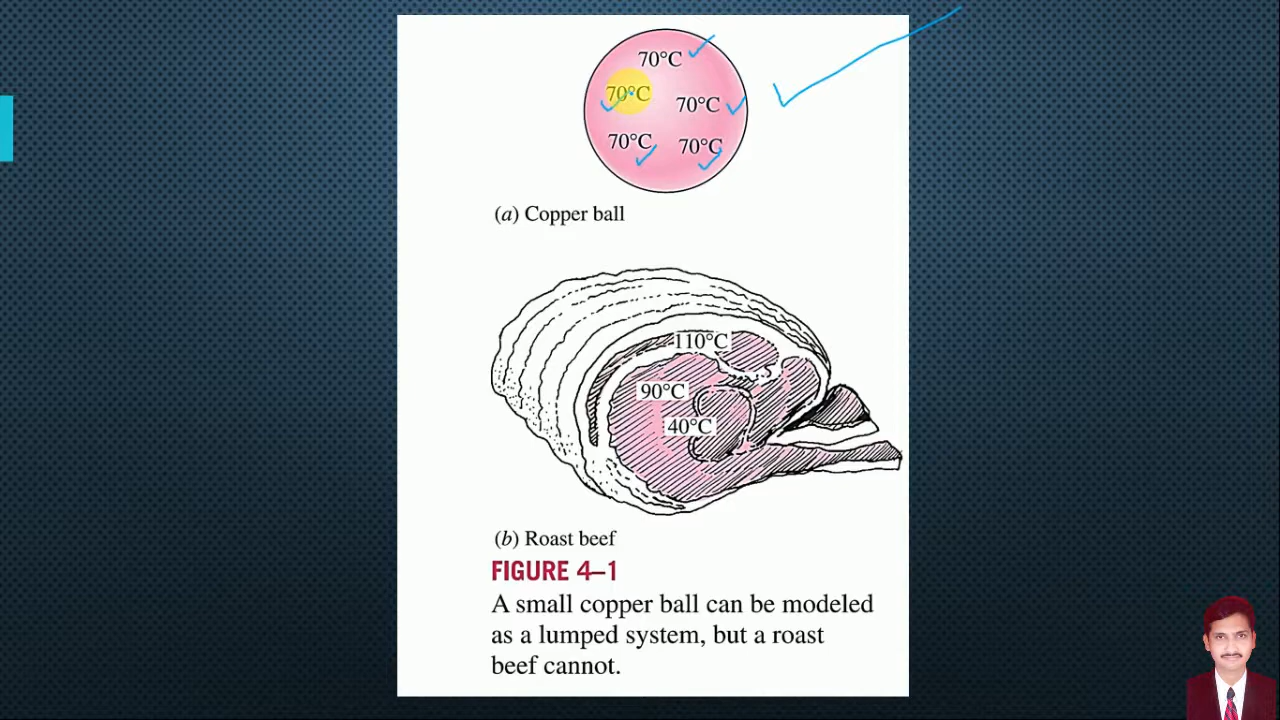 70°C
70°C
70°C
70°C
70°C
(a) Copper ball
110°C
90°C
40°C
(b) Roast beef
FIGURE 4–1
A small copper ball can be modeled
as a lumped system, but a roast
beef cannot.